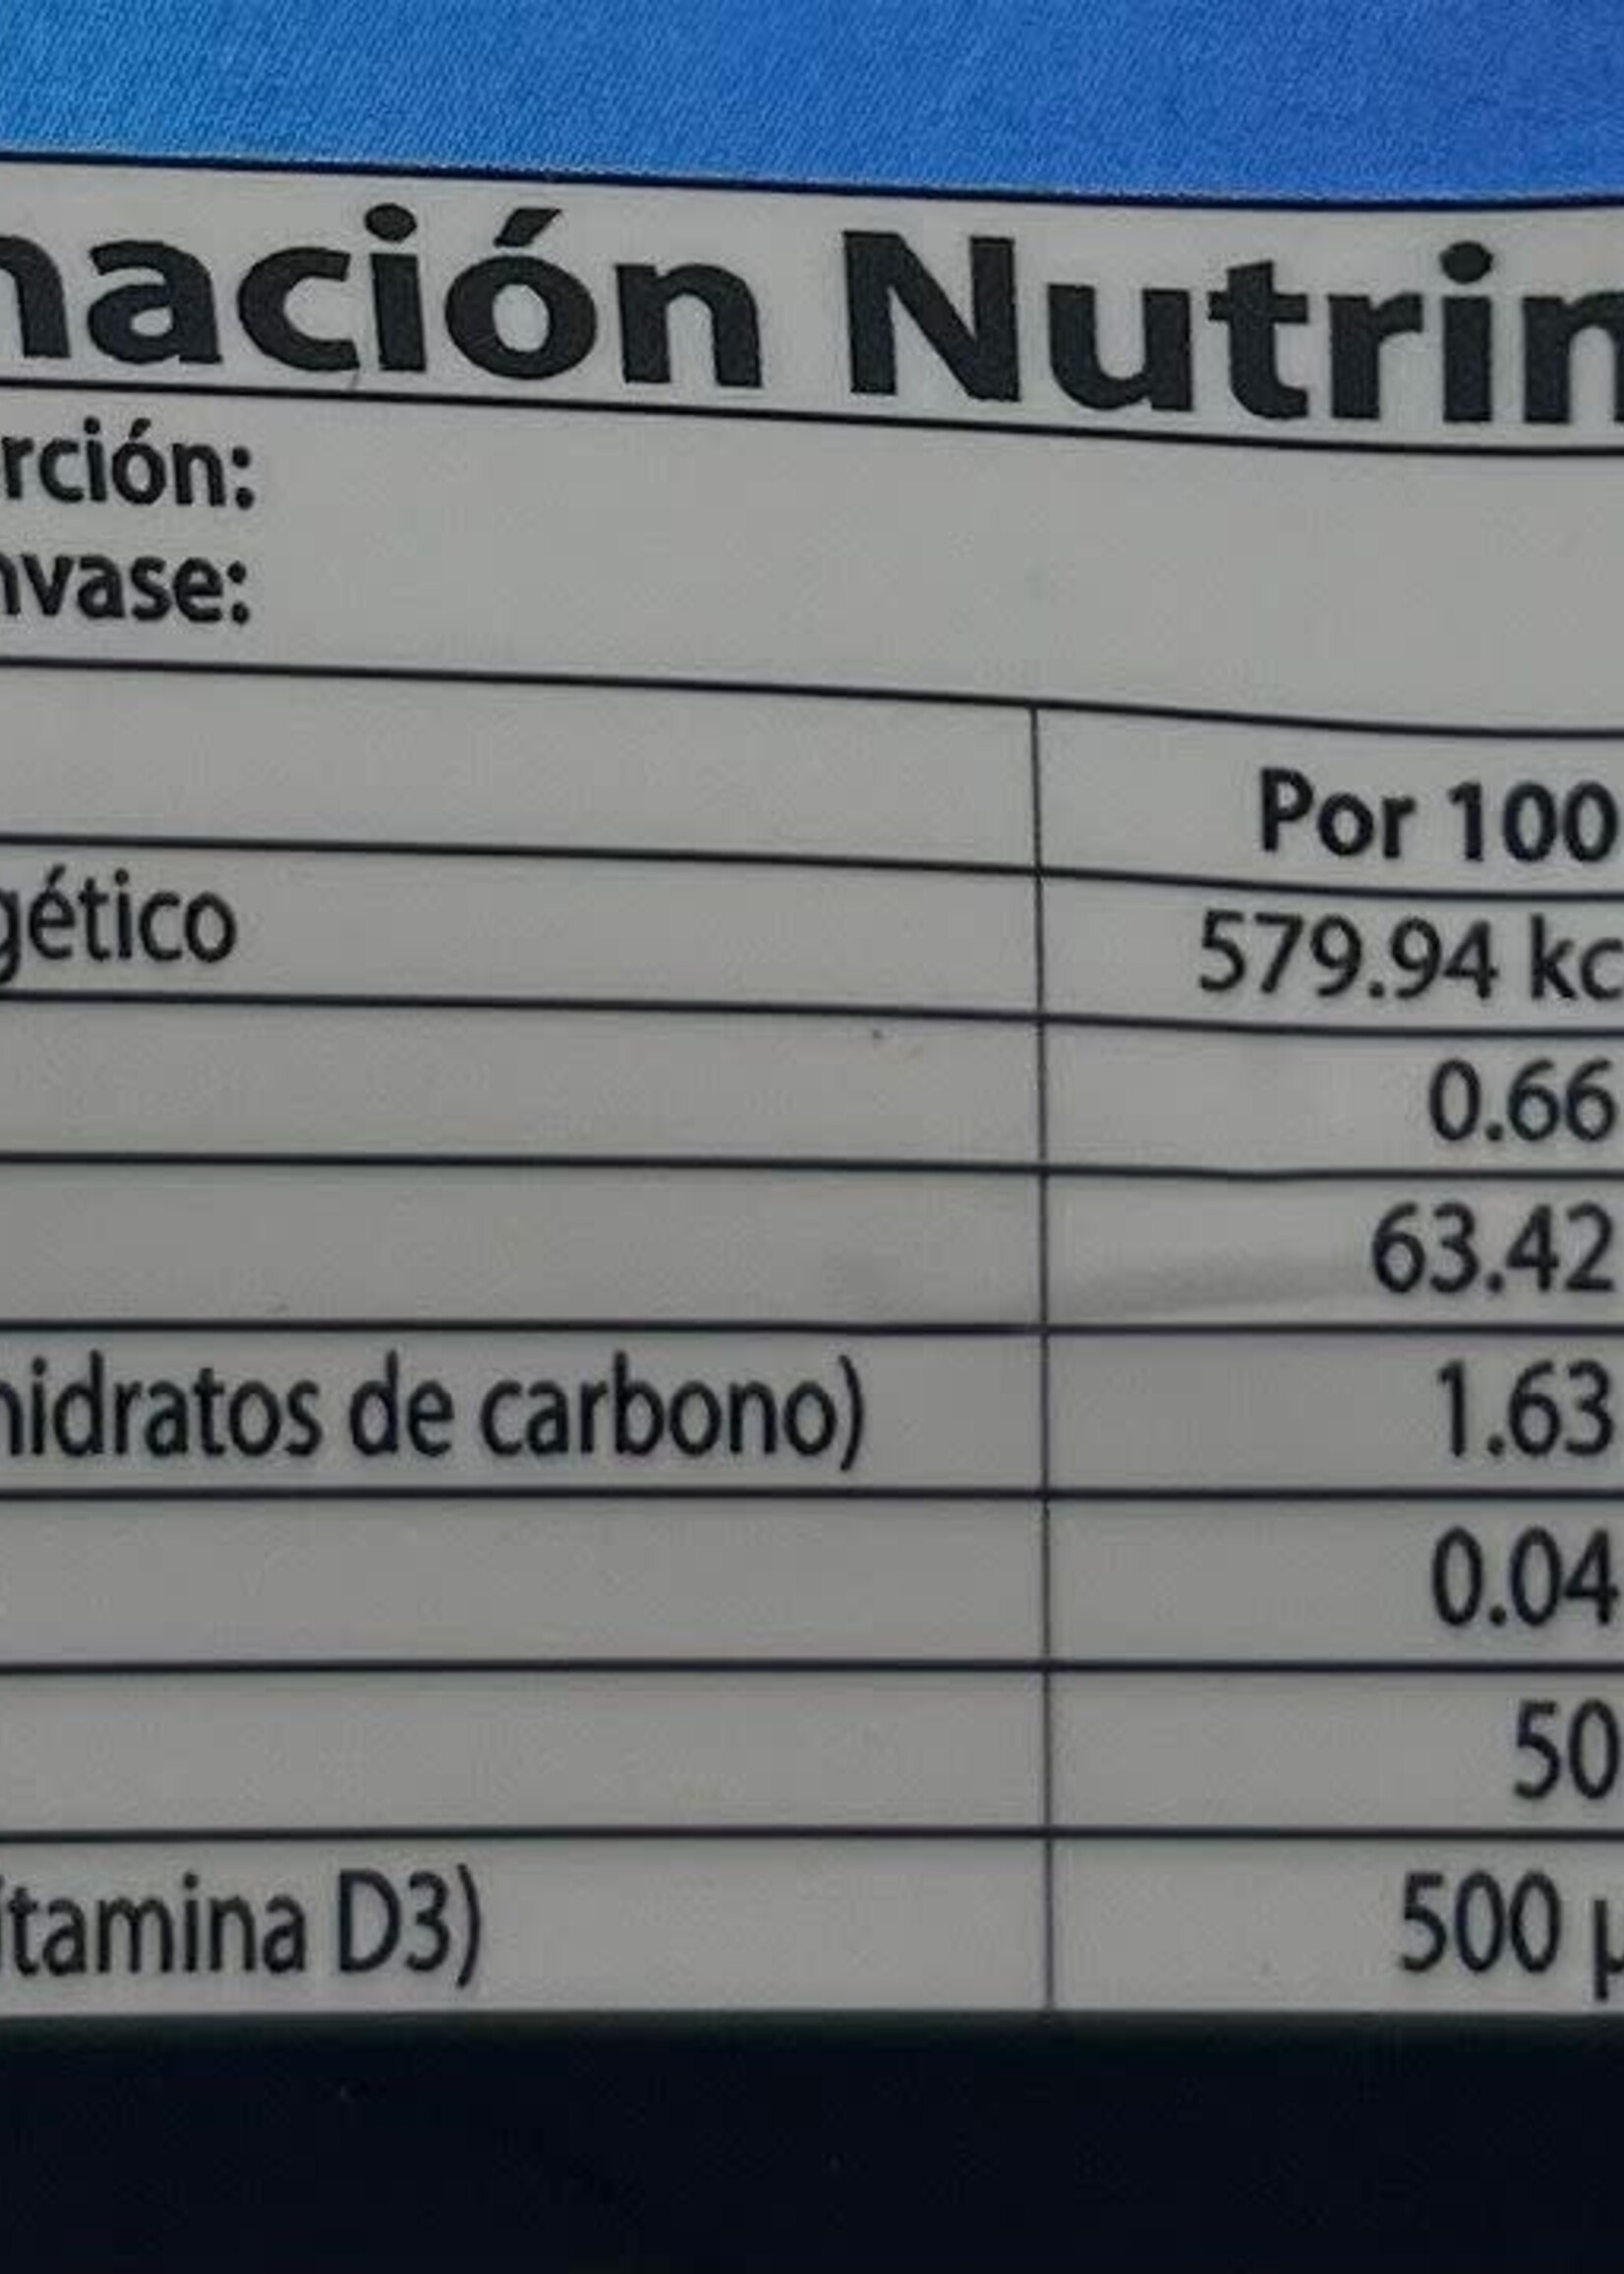 mación Nutrim
rción:
nvase:
Por 100
gético 579.94 kc
0.66
63.42
hidratos de carbono) 1.63
0.04
50
itamina D3) 500 µ